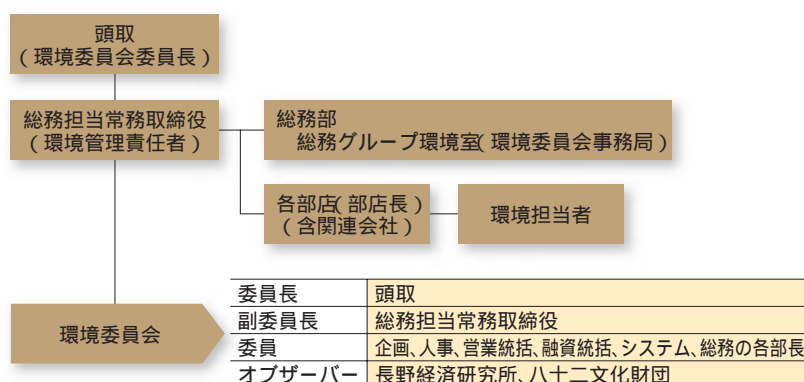 頭取
(環境委員会委員長)
総務担当常務取締役
(環境管理責任者)
総務部
総務グループ環境室(環境委員会事務局)
各部店(部店長)
(含関連会社)
環境担当者
環境委員会
委員長 頭取
副委員長 総務担当常務取締役
委員 企画、人事、営業統括、融資統括、システム、総務の各部長
オブザーバー 長野経済研究所、八十二文化財団